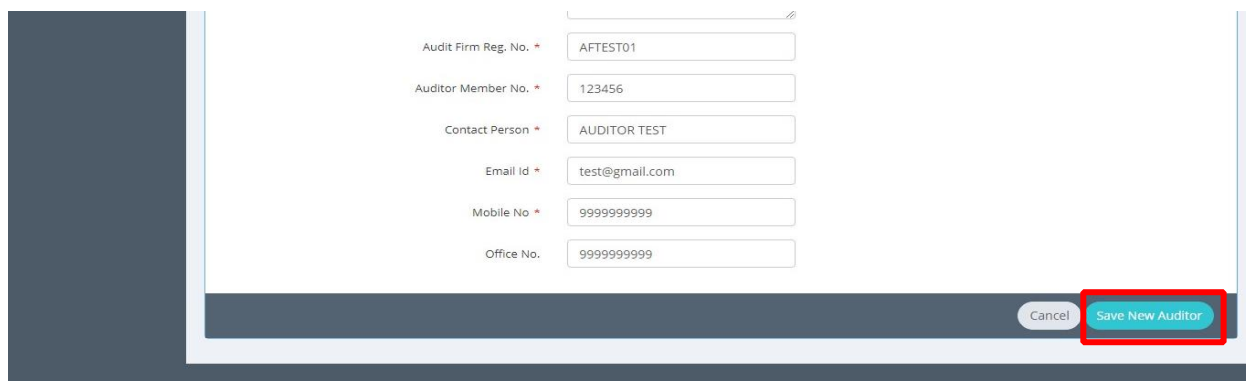 Audit Firm Reg. No. * AFTEST01
Auditor Member No. * 123456
Contact Person * AUDITOR TEST
Email Id * test@gmail.com
Mobile No * 9999999999
Office No. 9999999999
Cancel Save New Auditor